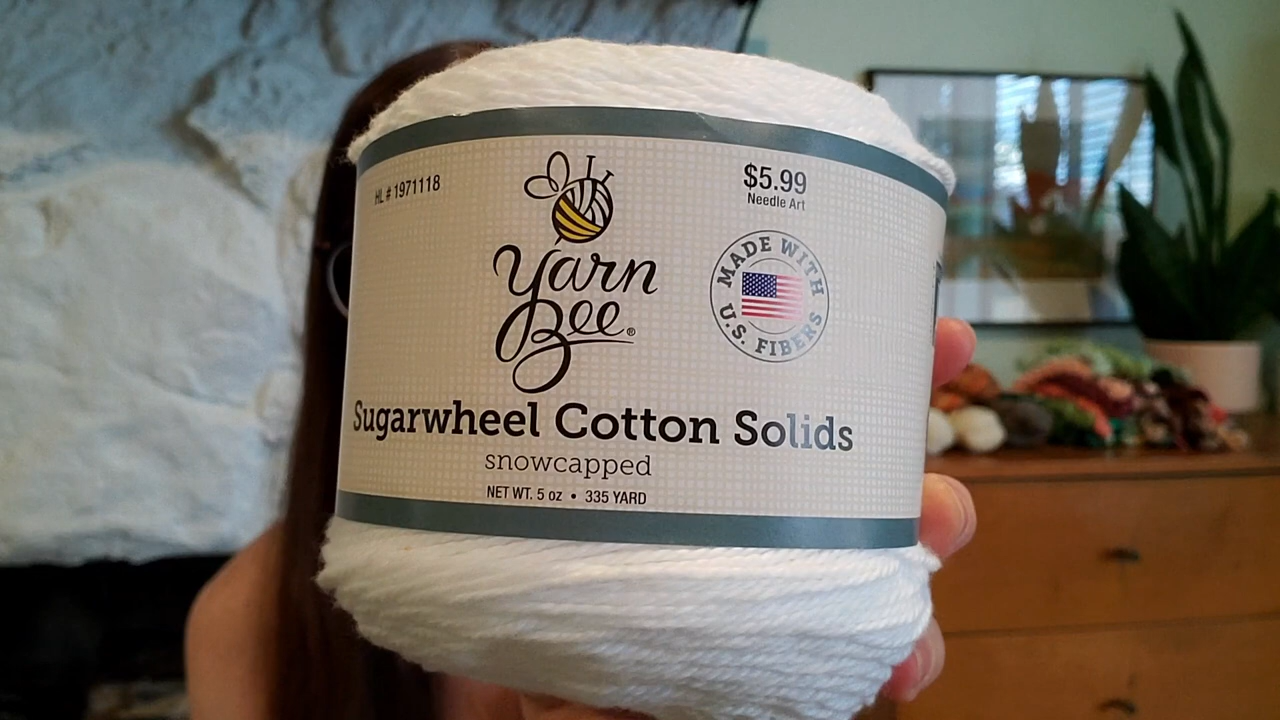 HL # 1971118
$5.99
Needle Art
Yarn
Bee®
MADE WITH
U.S. FIBERS
Sugarwheel Cotton Solids
snowcapped
NET WT. 5 oz • 335 YARD